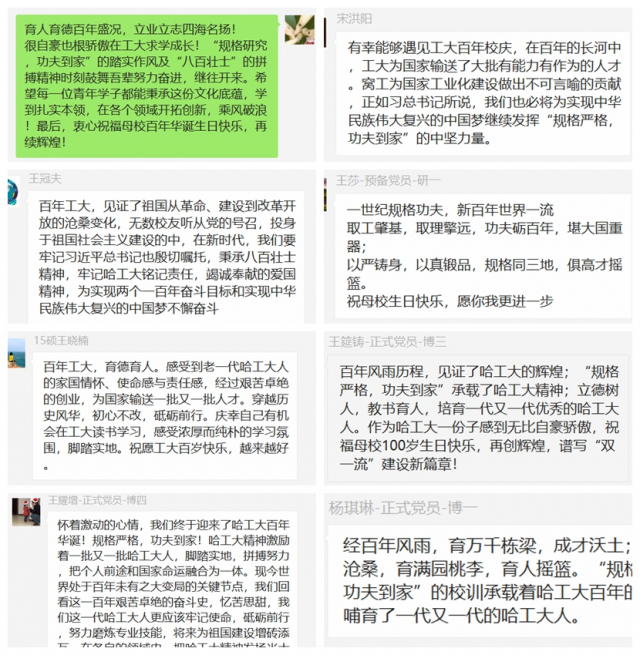 育人育德百年盛况，立业立志四海名扬！
很自豪也很骄傲在工大求学成长！“规格研究
，功夫到家”的踏实作风及“八百壮士”的拼
搏精神时刻鼓舞吾辈努力奋进，继往开来。希
望每一位青年学子都能秉承这份文化底蕴，学
到扎实本领，在各个领域开拓创新，乘风破浪
！最后，衷心祝福母校百年华诞生日快乐，再
续辉煌！
宋洪阳
有幸能够遇见工大百年校庆，在百年的长河中
，工大为国家输送了大批有能力有作为的人才
。窝工为国家工业化建设做出不可言喻的贡献
，正如习总书记所说，我们也必将为实现中华
民族伟大复兴的中国梦继续发挥“规格严格，
功夫到家”的中坚力量。
王冠夫
百年工大，见证了祖国从革命、建设到改革开
放的沧桑变化，无数校友听从党的号召，投身
于祖国社会主义建设的中，在新时代，我们要
牢记习近平总书记也殷切嘱托，秉承八百壮士
精神，牢记哈工大铭记责任，竭诚奉献的爱国
精神，为实现两个一百年奋斗目标和实现中华
民族伟大复兴的中国梦不懈奋斗
王莎-预备党员-研一
一世纪规格功夫，新百年世界一流
取工肇基，取理擎远，功夫砺百年，堪大国重
器；
以严铸身，以真锻品，规格同三地，俱高才摇
篮。
祝母校生日快乐，愿你我更进一步
15硕王晓楠
百年工大，育德育人。感受到老一代哈工大人
的家国情怀、使命感与责任感，经过艰苦卓绝
的创业，为国家输送一批又一批人才。穿越历
史风华，初心不改，砥砺前行。庆幸自己有机
会在工大读书学习，感受浓厚而纯朴的学习氛
围，脚踏实地。祝愿工大百岁快乐，越来越好
。
王筵铸-正式党员-博三
百年风雨历程，见证了哈工大的辉煌；“规格
严格，功夫到家”承载了哈工大精神；立德树
人，教书育人，培育一代又一代优秀的哈工大
人。作为哈工大一份子感到无比自豪骄傲，祝
福母校100岁生日快乐，再创辉煌，谱写“双
一流”建设新篇章！
王耀增-正式党员-博四
怀着激动的心情，我们终于迎来了哈工大百年
华诞！规格严格，功夫到家！哈工大精神激励
着一批又一批哈工大人，脚踏实地，拼搏努力
，把个人前途和国家命运融合为一体。现今世
界处于百年未有之大变局的关键节点，我们回
看这一百年艰苦卓绝的奋斗史，忆苦思甜，我
们这一代哈工大人更应该牢记使命，砥砺前行
，努力磨炼专业技能，将来为祖国建设增砖添
瓦，在各自的领域中，把哈工大精神发扬光大
杨琪琳-正式党员-博一
经百年风雨，育万千栋梁，成才沃土；
沧桑，育满园桃李，育人摇篮。“规格
功夫到家”的校训承载着哈工大百年的
哺育了一代又一代的哈工大人。